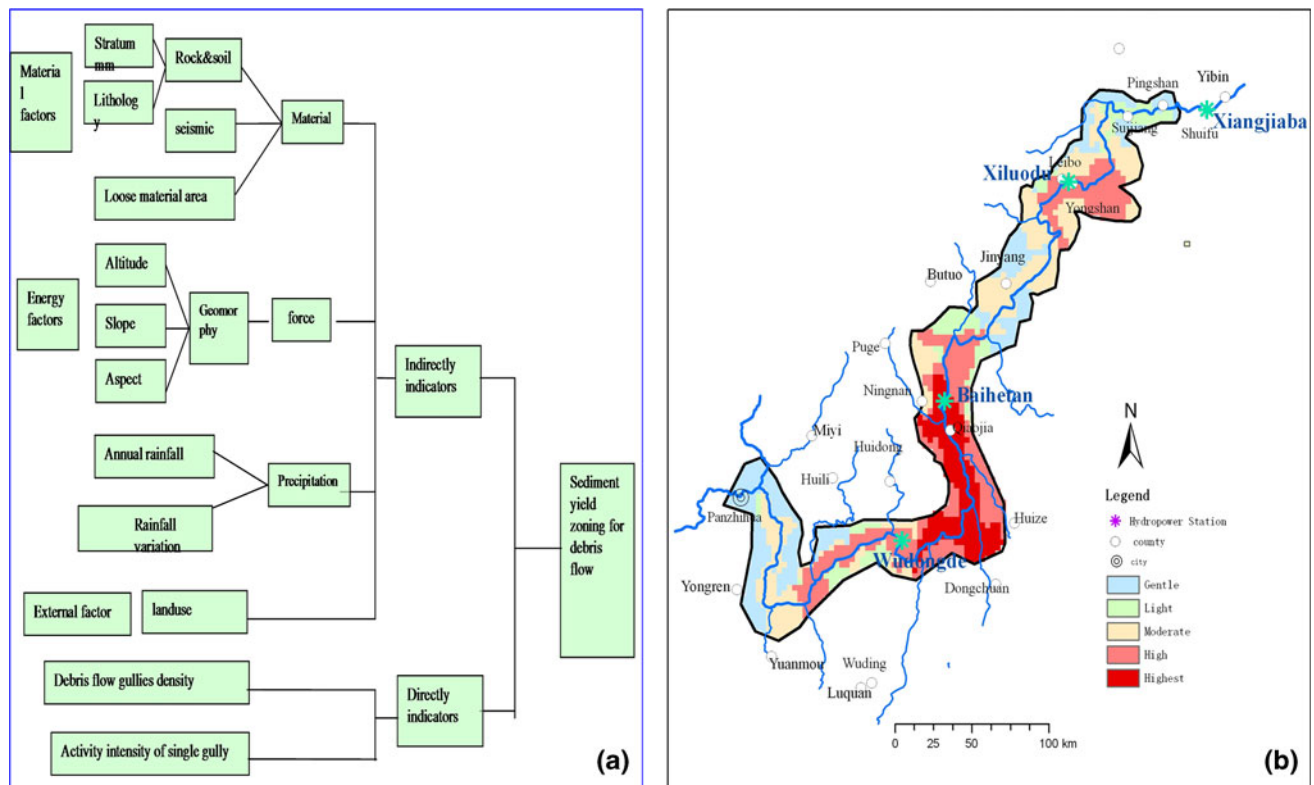 Stratum
mm
Rock&soil
Materia
l
factors
Litholog
y
seismic
Material
Loose material area
Altitude
Energy
factors
Slope
Geomor
phy
force
Aspect
Indirectly
indicators
Annual rainfall
Precipitation
Rainfall
variation
Sediment
yield
zoning for
debris
flow
External factor
landuse
Debris flow gullies density
Directly
indicators
Activity intensity of single gully
(a)
(b)
Pingshan
Yibin
Xiangjiaba
Suijiang
Shuifu
Leibo
Xiluodu
Yongshan
Jinyang
Butuo
Puge
Ningnan
Baihetan
Qiaojia
Miyi
Huidong
Huili
Panzhihua
Huize
Wudongde
Yongren
Dongchuan
Yuanmou
Wuding
Luquan
N
Legend
Hydropower Station
county
city
Gentle
Light
Moderate
High
Highest
0 25 50 100 km